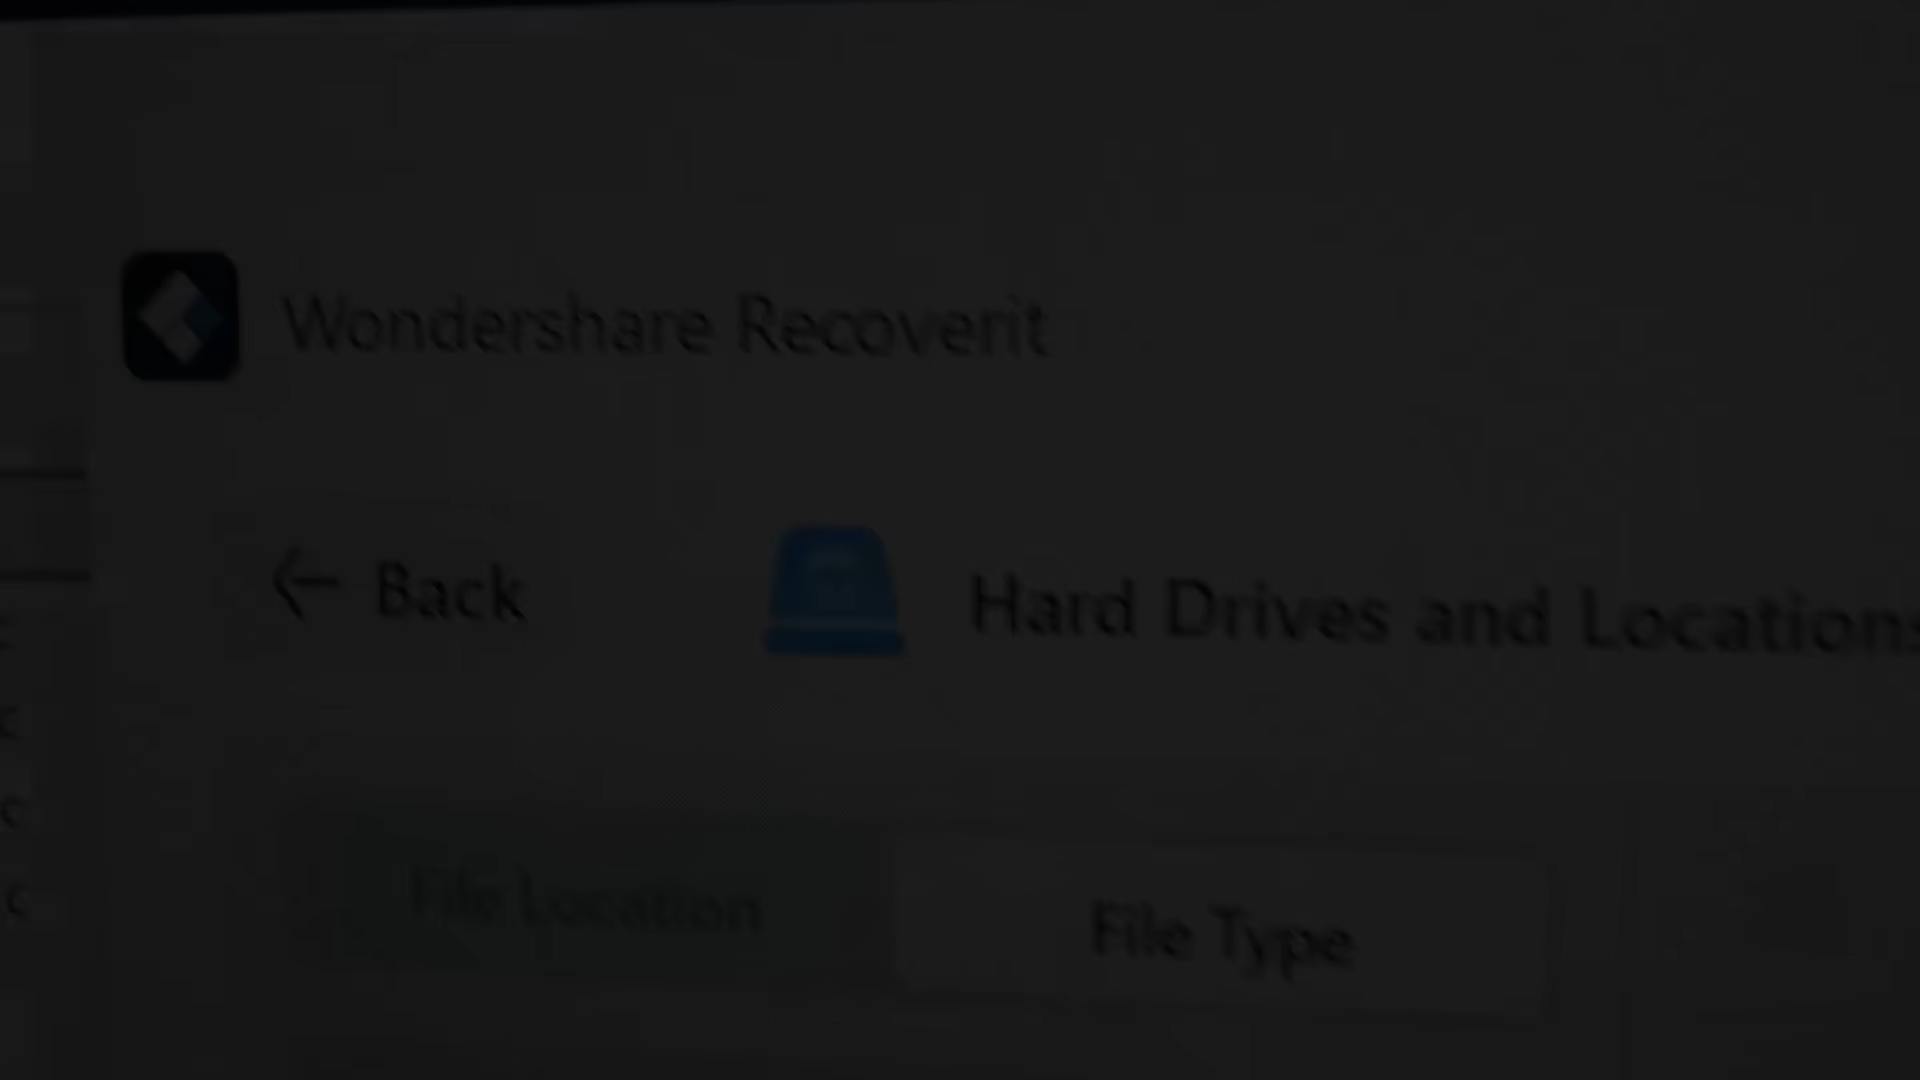 Wondershare Recoverit
← Back
Hard Drives and Locations
File Location
File Type
c
c
c